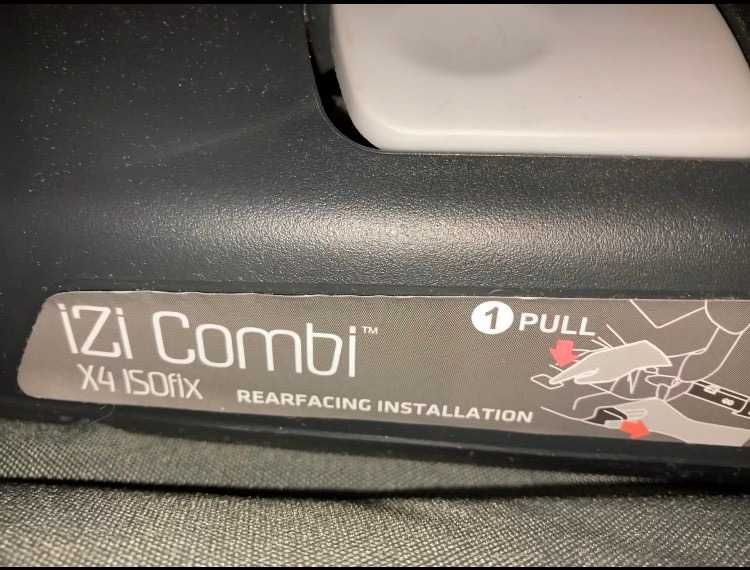 iZi Combi™
X4 ISOfix
REARFACING INSTALLATION
1 PULL